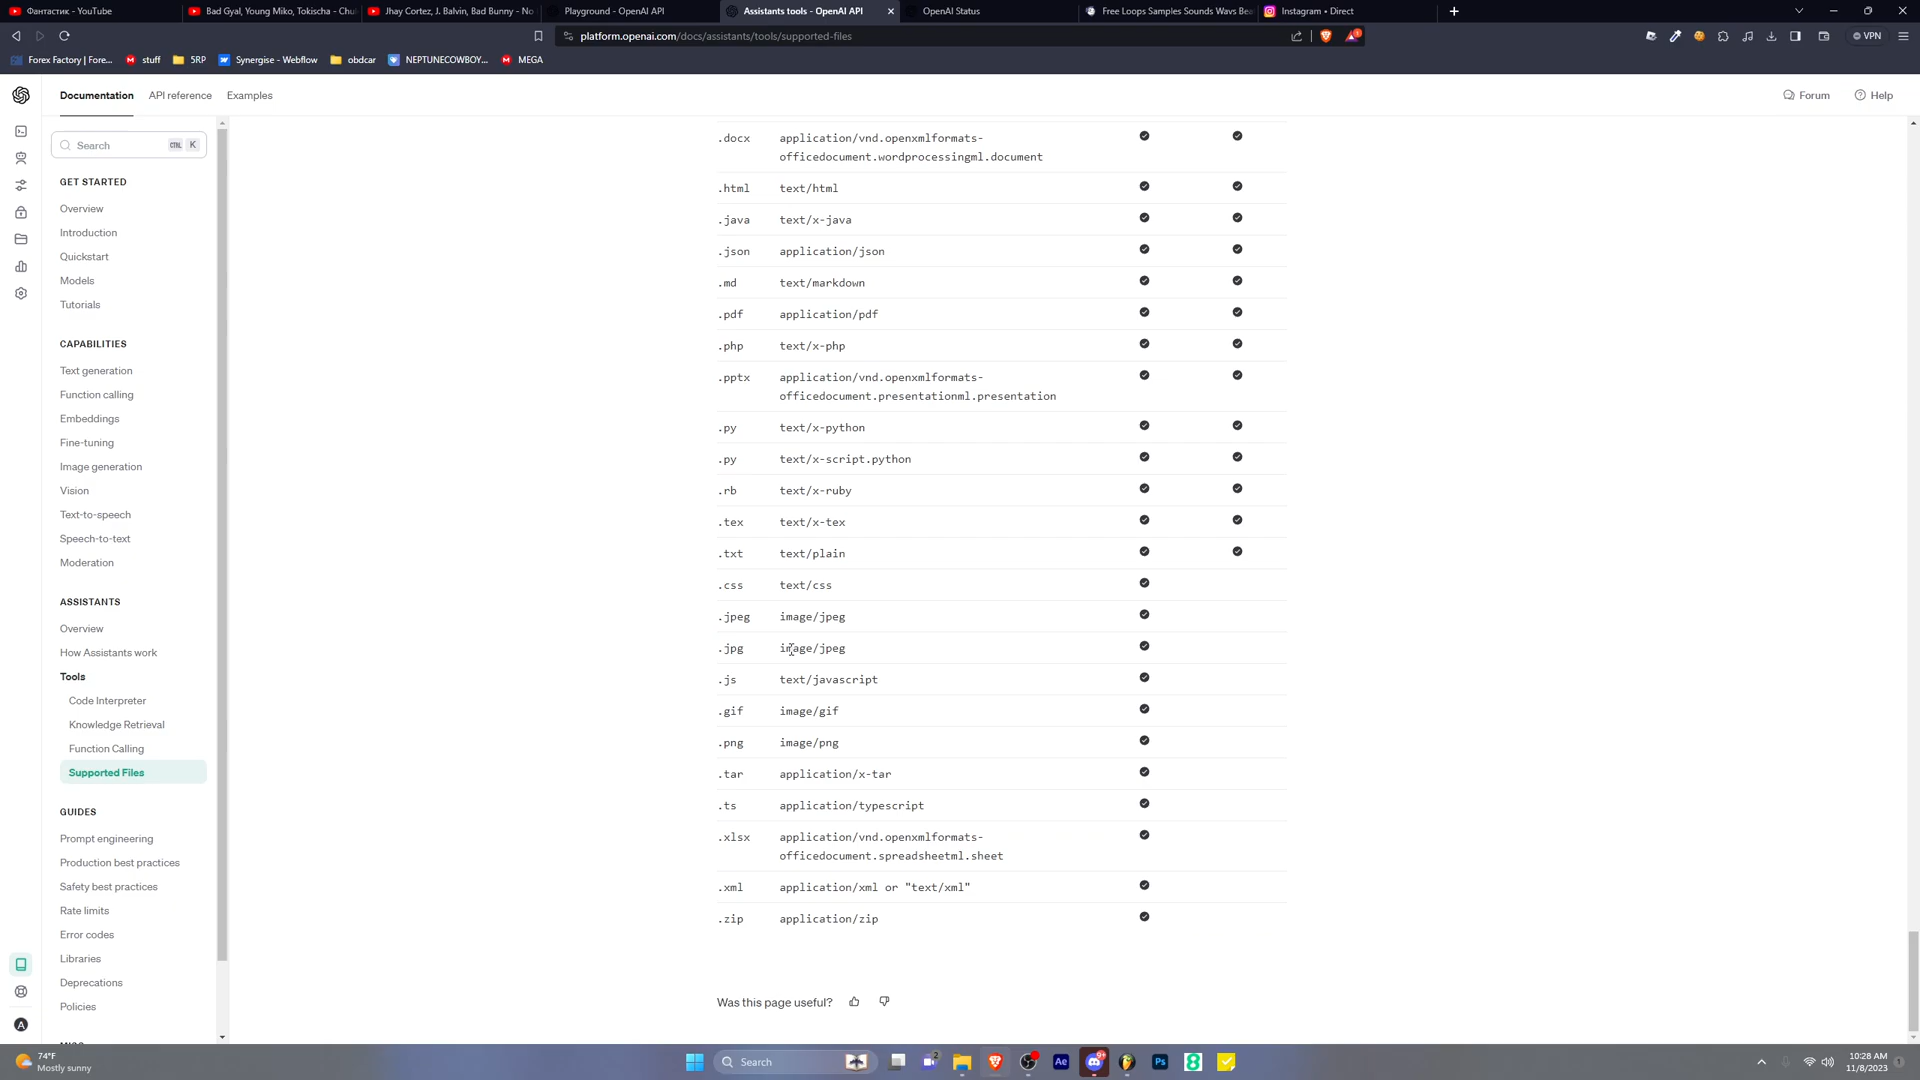 Фантастик - YouTube
Bad Gyal, Young Miko, Tokischa - Chu
Jhay Cortez, J. Balvin, Bad Bunny - No
Playground - OpenAI API
Assistants tools - OpenAI API
OpenAI Status
Free Loops Samples Sounds Wavs Bea
Instagram • Direct
platform.openai.com/docs/assistants/tools/supported-files
VPN
Forex Factory | Fore...
stuff
5RP
Synergise - Webflow
obdcar
NEPTUNECOWBOY...
MEGA
Documentation
API reference
Examples
Forum
Help
Search
CTRL
K
GET STARTED
Overview
Introduction
Quickstart
Models
Tutorials
CAPABILITIES
Text generation
Function calling
Embeddings
Fine-tuning
Image generation
Vision
Text-to-speech
Speech-to-text
Moderation
ASSISTANTS
Overview
How Assistants work
Tools
Code Interpreter
Knowledge Retrieval
Function Calling
Supported Files
GUIDES
Prompt engineering
Production best practices
Safety best practices
Rate limits
Error codes
Libraries
Deprecations
Policies
.docx application/vnd.openxmlformats-
officedocument.wordprocessingml.document
.html text/html
.java text/x-java
.json application/json
.md text/markdown
.pdf application/pdf
.php text/x-php
.pptx application/vnd.openxmlformats-
officedocument.presentationml.presentation
.py text/x-python
.py text/x-script.python
.rb text/x-ruby
.tex text/x-tex
.txt text/plain
.css text/css
.jpeg image/jpeg
.jpg image/jpeg
.js text/javascript
.gif image/gif
.png image/png
.tar application/x-tar
.ts application/typescript
.xlsx application/vnd.openxmlformats-
officedocument.spreadsheetml.sheet
.xml application/xml or "text/xml"
.zip application/zip
Was this page useful?
A
74°F
Mostly sunny
Search
Ae
Ps
10:28 AM
11/8/2023